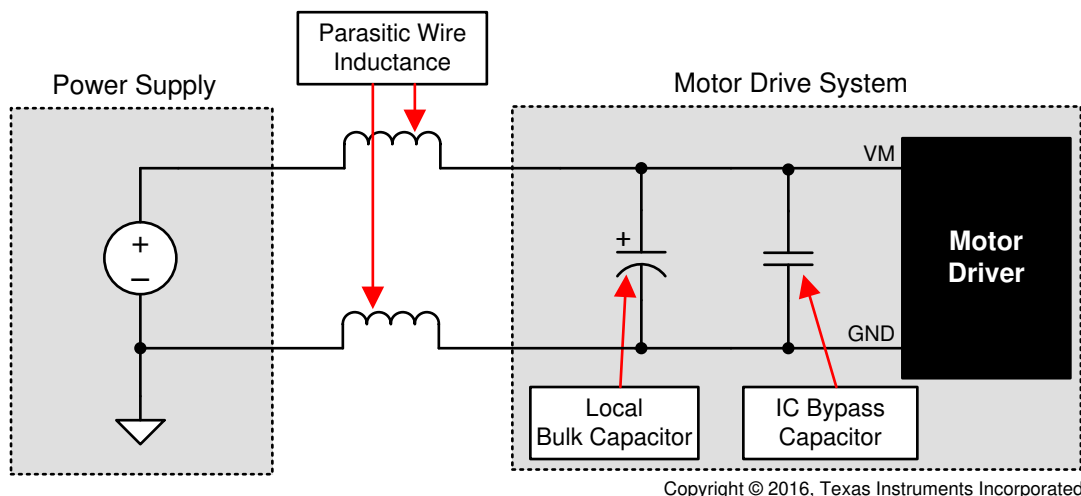 Parasitic Wire
Inductance
Power Supply
Motor Drive System
VM
+
–
+
Motor
Driver
GND
Local
Bulk Capacitor
IC Bypass
Capacitor
Copyright © 2016, Texas Instruments Incorporated